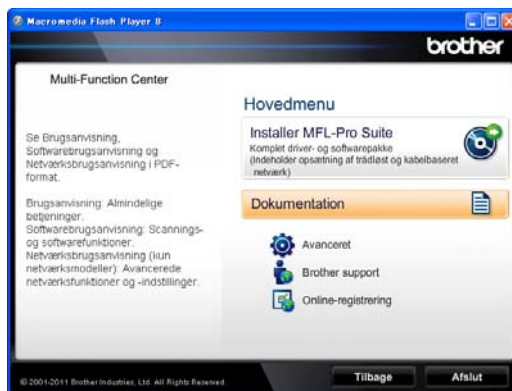 Macromedia Flash Player 8
brother
Multi-Function Center
Se Brugsanvisning,
Softwarebrugsanvisning og
Netværksbrugsanvisning i PDF-
format.
Brugsanvisning: Almindelige
betjeninger.
Softwarebrugsanvisning: Scannings-
og softwarefunktioner.
Netværksbrugsanvisning (kun
netværksmodeller): Avancerede
netværksfunktioner og -indstillinger.
Hovedmenu
Installer MFL-Pro Suite
Komplet driver- og softwarepakke
(Indeholder opsætning af trådløst og kabelbaseret
netværk)
Dokumentation
Avanceret
Brother support
Online-registrering
© 2001-2011 Brother Industries, Ltd. All Rights Reserved.
Tilbage
Afslut